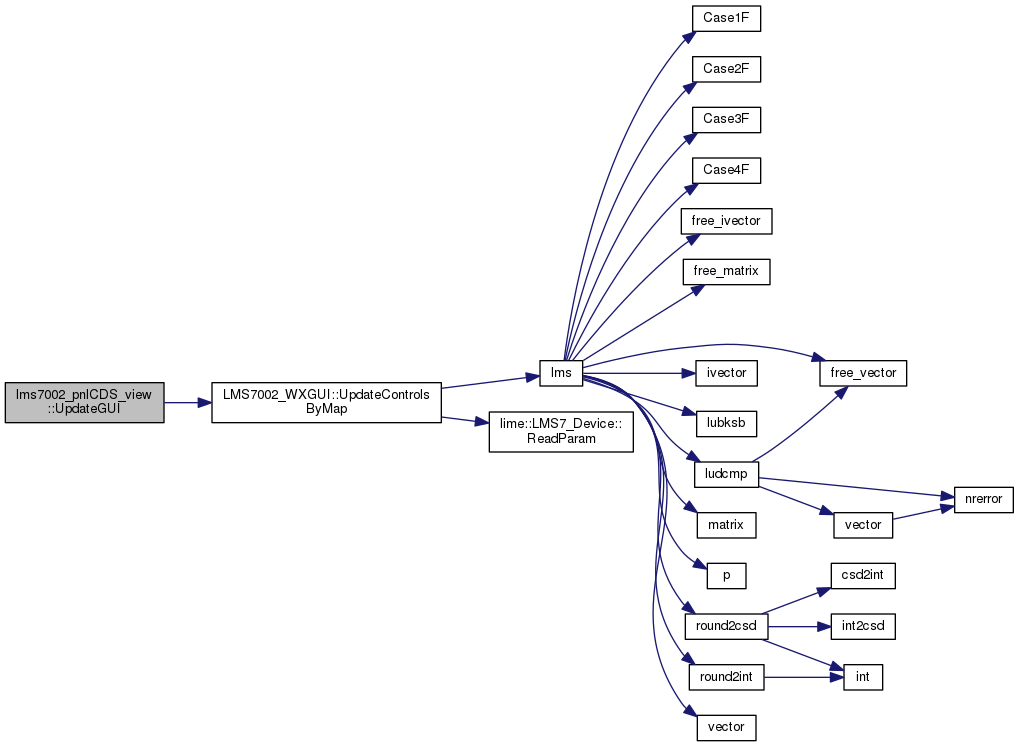 lms7002_pnlCDS_view
::UpdateGUI
LMS7002_WXGUI::UpdateControls
ByMap
lms
lime::LMS7_Device::
ReadParam
Case1F
Case2F
Case3F
Case4F
free_ivector
free_matrix
free_vector
ivector
lubksb
ludcmp
nrerror
matrix
vector
p
csd2int
round2csd
int2csd
round2int
int
vector